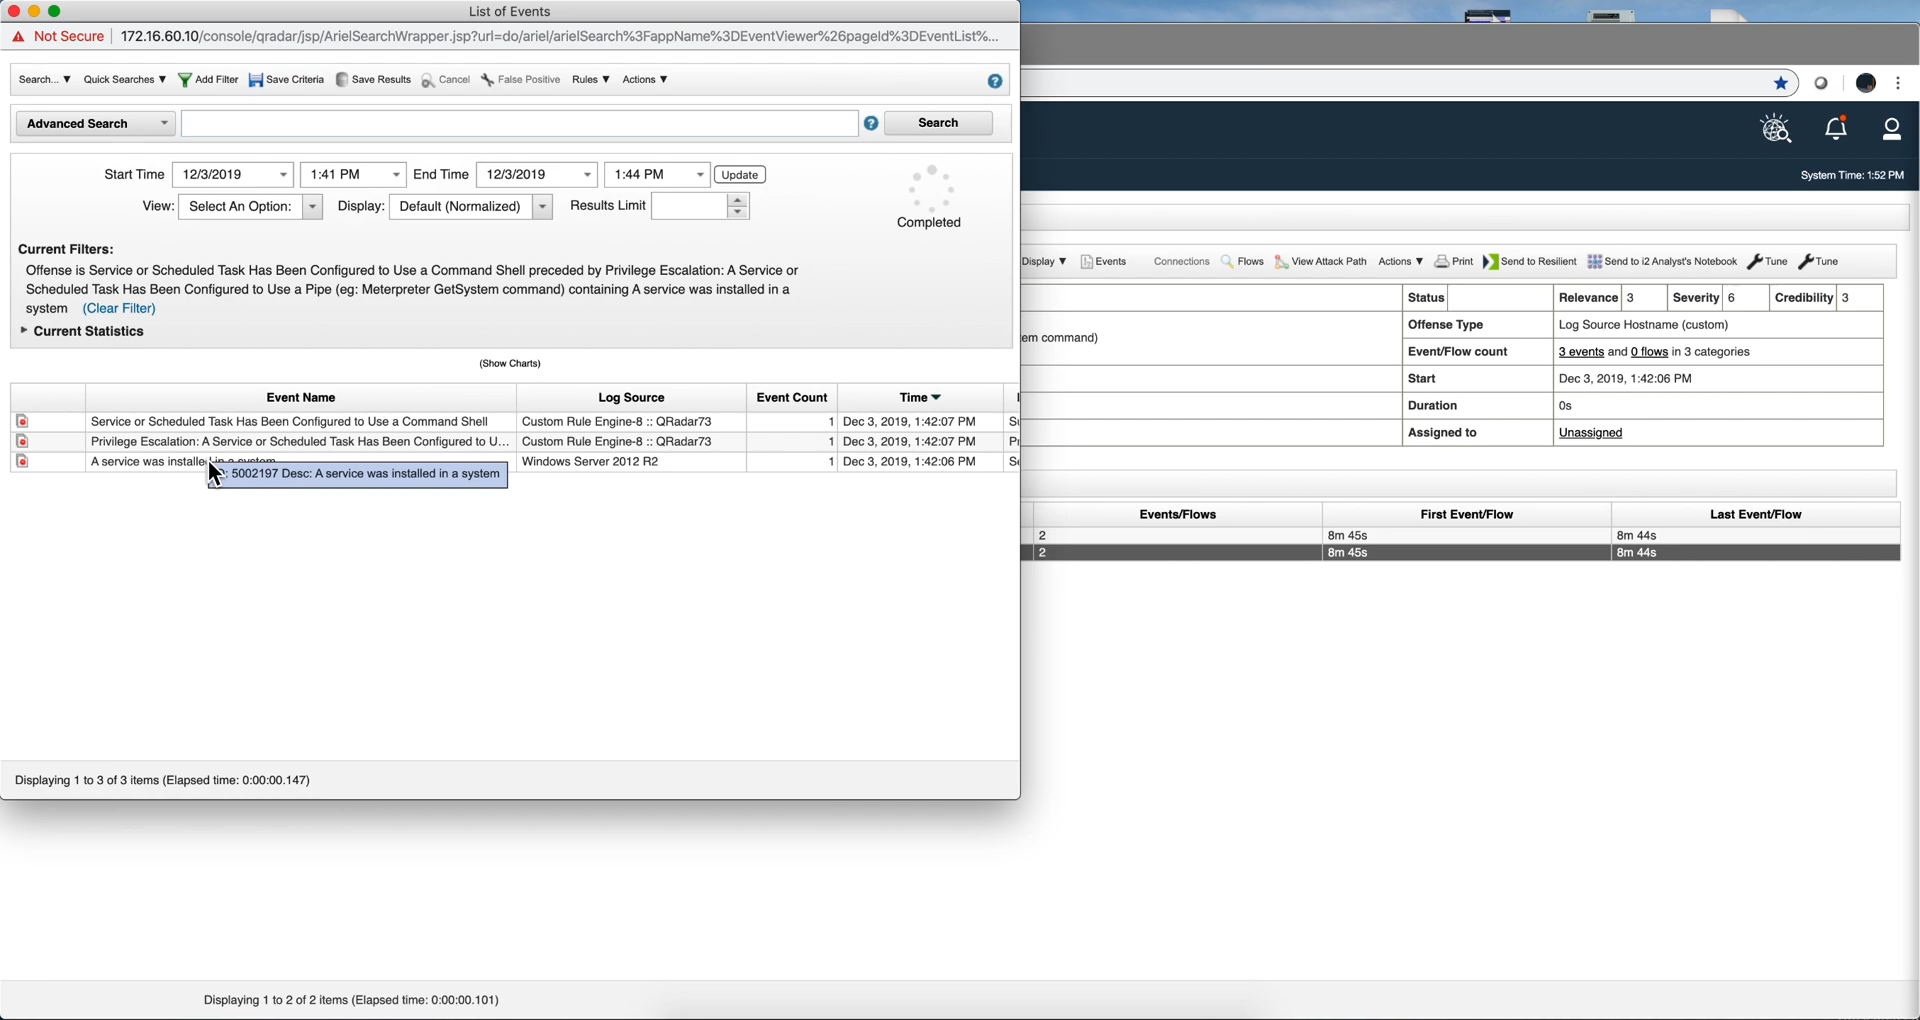 List of Events
Not Secure | 172.16.60.10/console/qradar/jsp/ArielSearchWrapper.jsp?url=do/ariel/arielSearch%3FappName%3DEventViewer%26pageId%3DEventList%...
Search... ▼ Quick Searches ▼ Add Filter Save Criteria Save Results Cancel False Positive Rules ▼ Actions ▼ ?
Advanced Search ? Search
Start Time 12/3/2019 1:41 PM End Time 12/3/2019 1:44 PM Update
View: Select An Option: Display: Default (Normalized) Results Limit
Completed
Current Filters:
Offense is Service or Scheduled Task Has Been Configured to Use a Command Shell preceded by Privilege Escalation: A Service or
Scheduled Task Has Been Configured to Use a Pipe (eg: Meterpreter GetSystem command) containing A service was installed in a
system (Clear Filter)
Current Statistics
(Show Charts)
Event Name Log Source Event Count Time
Service or Scheduled Task Has Been Configured to Use a Command Shell Custom Rule Engine-8 :: QRadar73 1 Dec 3, 2019, 1:42:07 PM
Privilege Escalation: A Service or Scheduled Task Has Been Configured to U... Custom Rule Engine-8 :: QRadar73 1 Dec 3, 2019, 1:42:07 PM
A service was installed in a system Windows Server 2012 R2 1 Dec 3, 2019, 1:42:06 PM
: 5002197 Desc: A service was installed in a system
Displaying 1 to 3 of 3 items (Elapsed time: 0:00:00.147)
System Time: 1:52 PM
Display ▼ Events Connections Flows View Attack Path Actions ▼ Print Send to Resilient Send to i2 Analyst's Notebook Tune Tune
Status Relevance 3 Severity 6 Credibility 3
em command) Offense Type Log Source Hostname (custom)
Event/Flow count 3 events and 0 flows in 3 categories
Start Dec 3, 2019, 1:42:06 PM
Duration 0s
Assigned to Unassigned
Events/Flows First Event/Flow Last Event/Flow
2 8m 45s 8m 44s
2 8m 45s 8m 44s
Displaying 1 to 2 of 2 items (Elapsed time: 0:00:00.101)